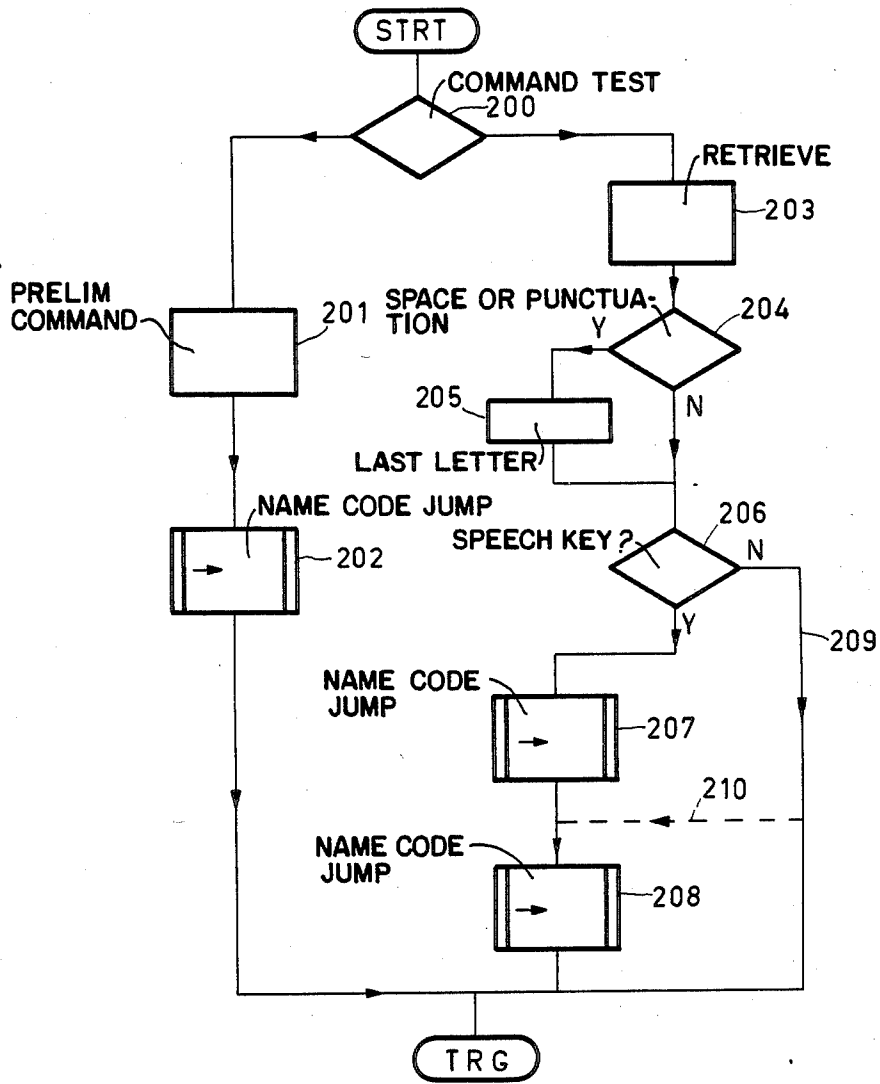 STRT
COMMAND TEST
200
RETRIEVE
203
PRELIM
COMMAND
201
SPACE OR PUNCTUA-
TION
204
Y
N
205
LAST LETTER
NAME CODE JUMP
202
206
SPEECH KEY?
N
Y
209
NAME CODE
JUMP
207
210
NAME CODE
JUMP
208
TRG